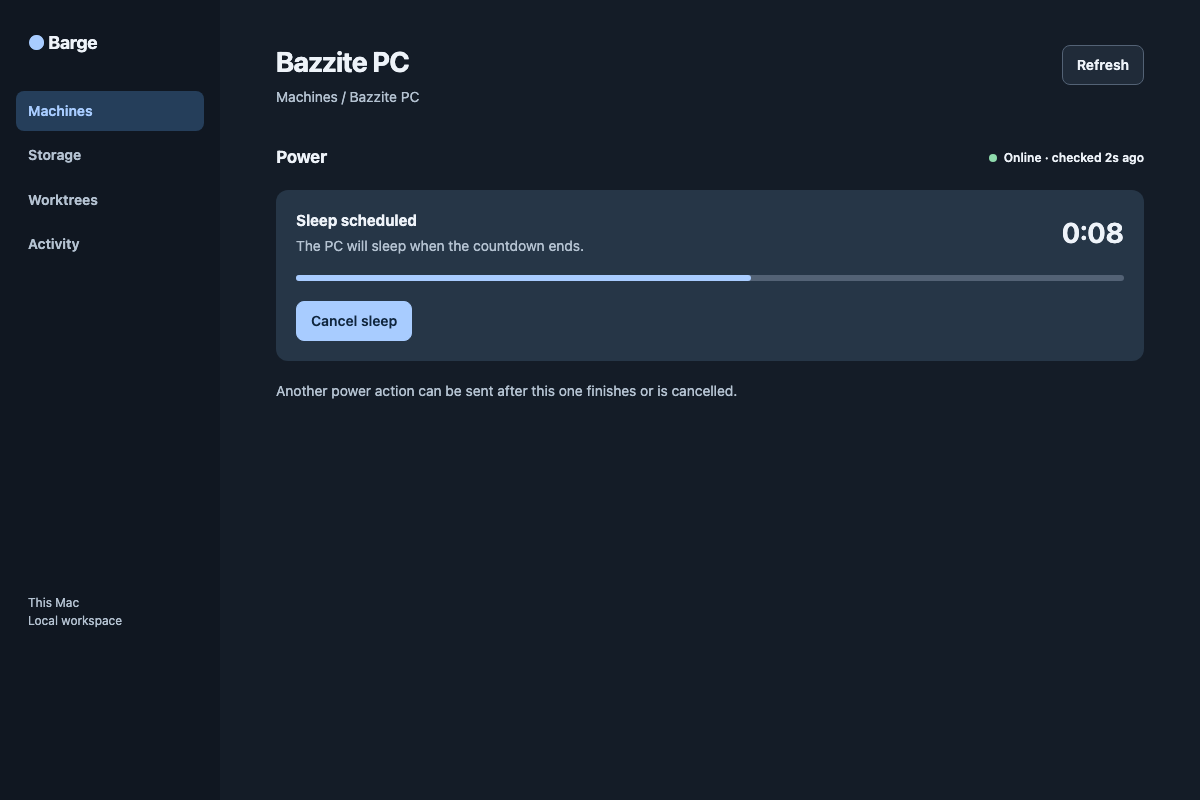 Barge
Machines
Storage
Worktrees
Activity
This Mac
Local workspace
Bazzite PC
Machines / Bazzite PC
Refresh
Power
Online · checked 2s ago
Sleep scheduled
The PC will sleep when the countdown ends.
0:08
Cancel sleep
Another power action can be sent after this one finishes or is cancelled.